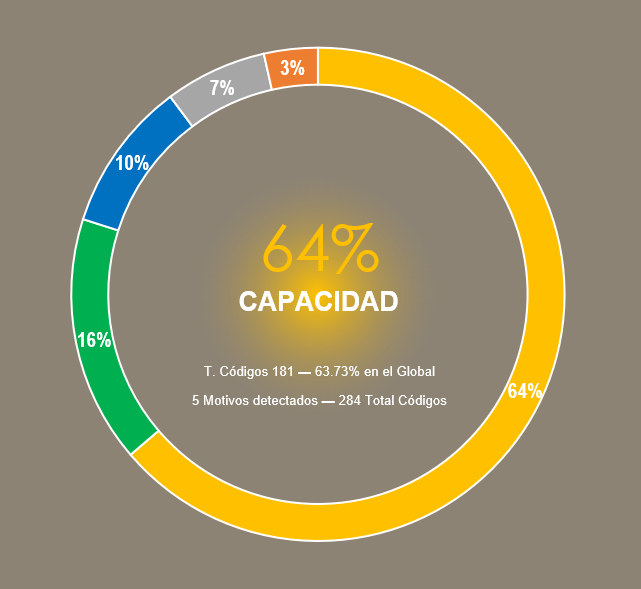 3%
7%
10%
64%
CAPACIDAD
16%
T. Códigos 181 — 63.73% en el Global
64%
5 Motivos detectados — 284 Total Códigos